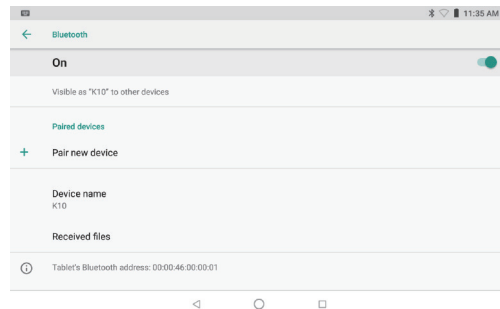 11:35 AM
Bluetooth
On
Visible as "K10" to other devices
Paired devices
Pair new device
Device name
K10
Received files
Tablet's Bluetooth address: 00:00:46:00:00:01